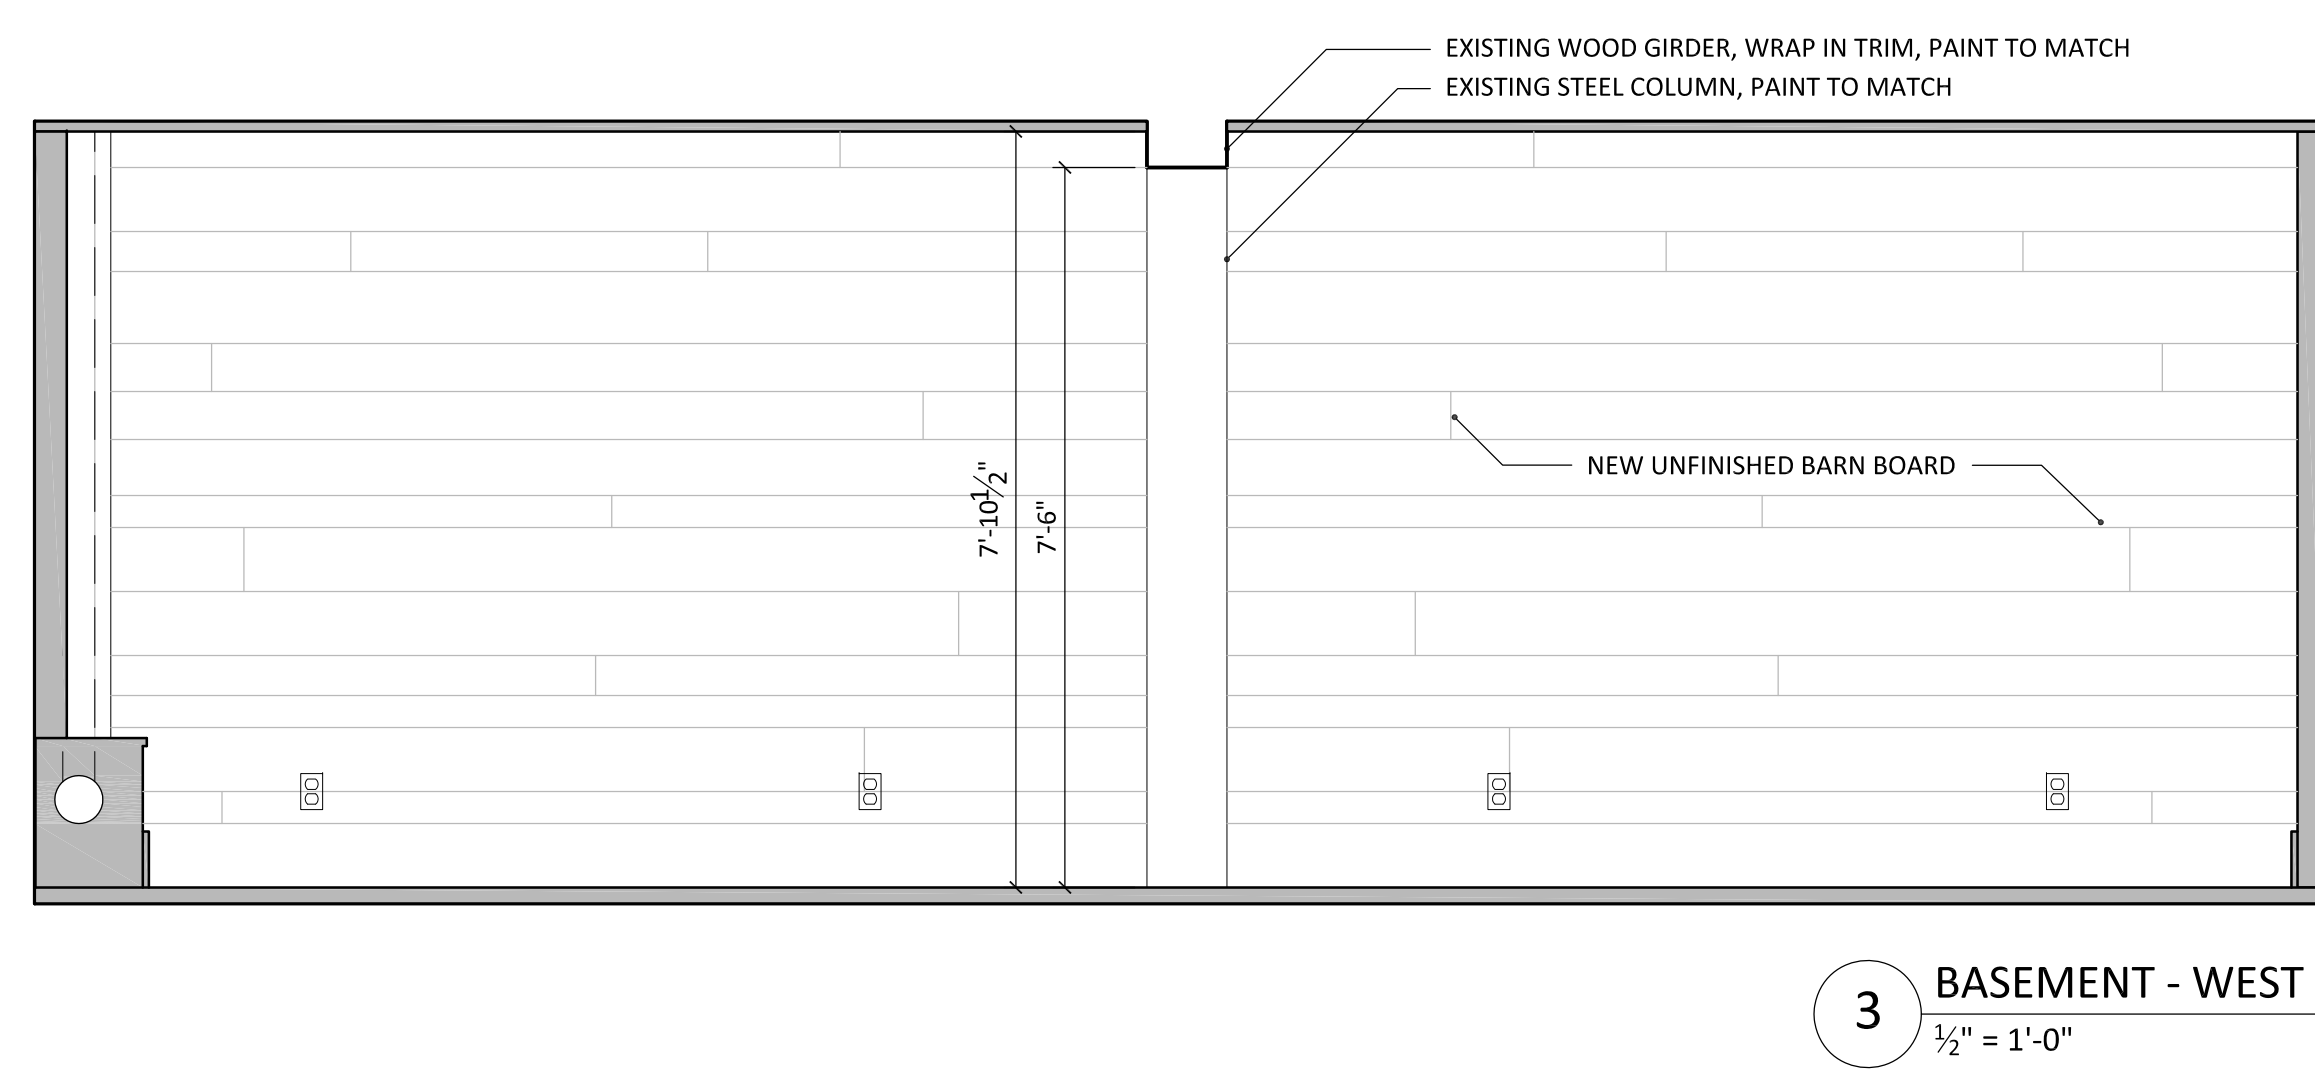 EXISTING WOOD GIRDER, WRAP IN TRIM, PAINT TO MATCH
EXISTING STEEL COLUMN, PAINT TO MATCH
NEW UNFINISHED BARN BOARD
7'-10½"
7'-6"
3
BASEMENT - WEST
½" = 1'-0"